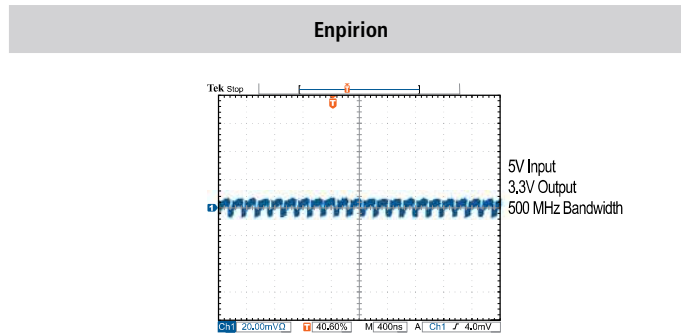 Enpirion
Tek Stop
T
T
1
5V Input
3.3V Output
500 MHz Bandwidth
Ch1 20.00mVΩ T 40.60% M 400ns A Ch1 ƒ 4.0mV